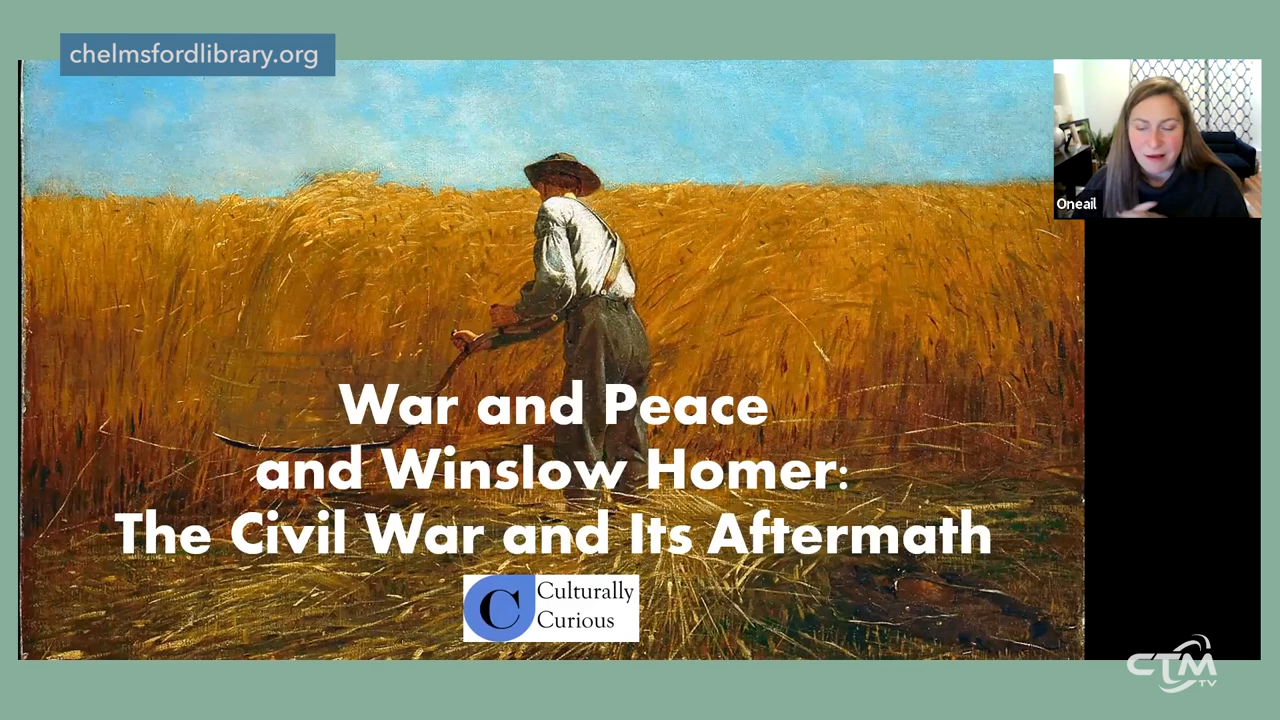 chelmsfordlibrary.org
Oneail
War and Peace
and Winslow Homer:
The Civil War and Its Aftermath
C
Culturally
Curious
CTM
TV